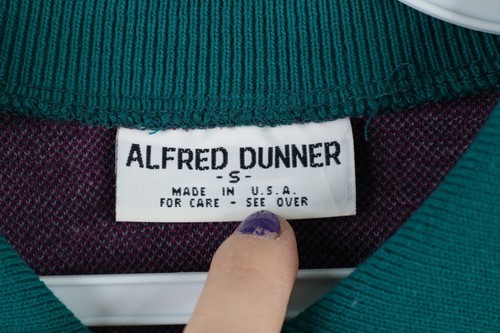 ALFRED DUNNER
- S -
MADE IN U.S.A.
FOR CARE - SEE OVER